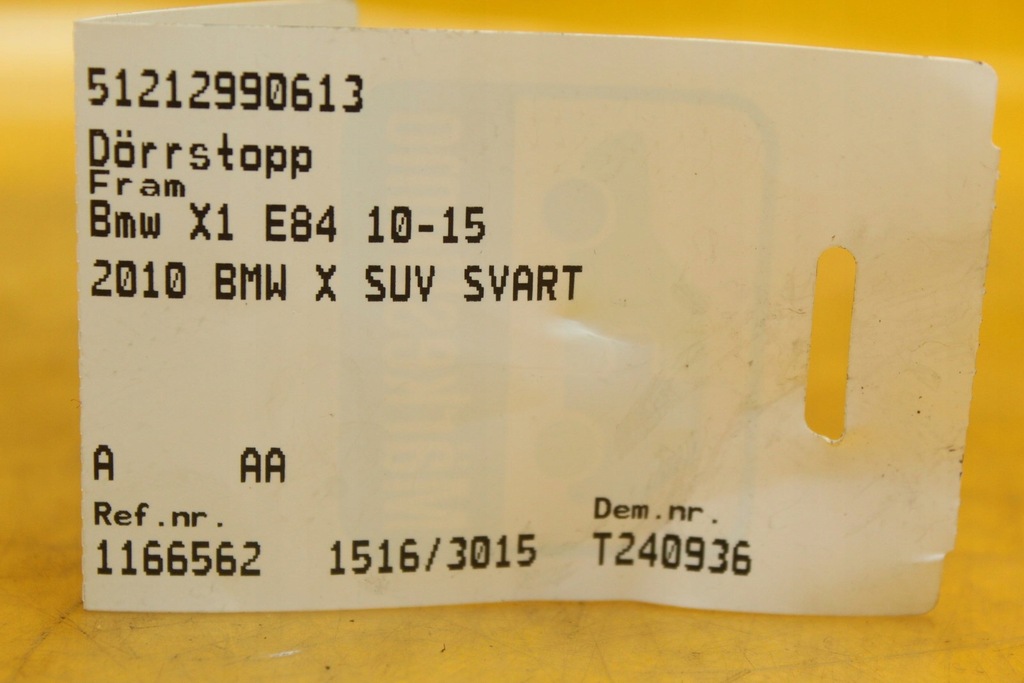 51212990613
Dörrstopp
Fram
Bmw X1 E84 10-15
2010 BMW X SUV SVART
A AA
Ref.nr. Dem.nr.
1166562 1516/3015 T240936